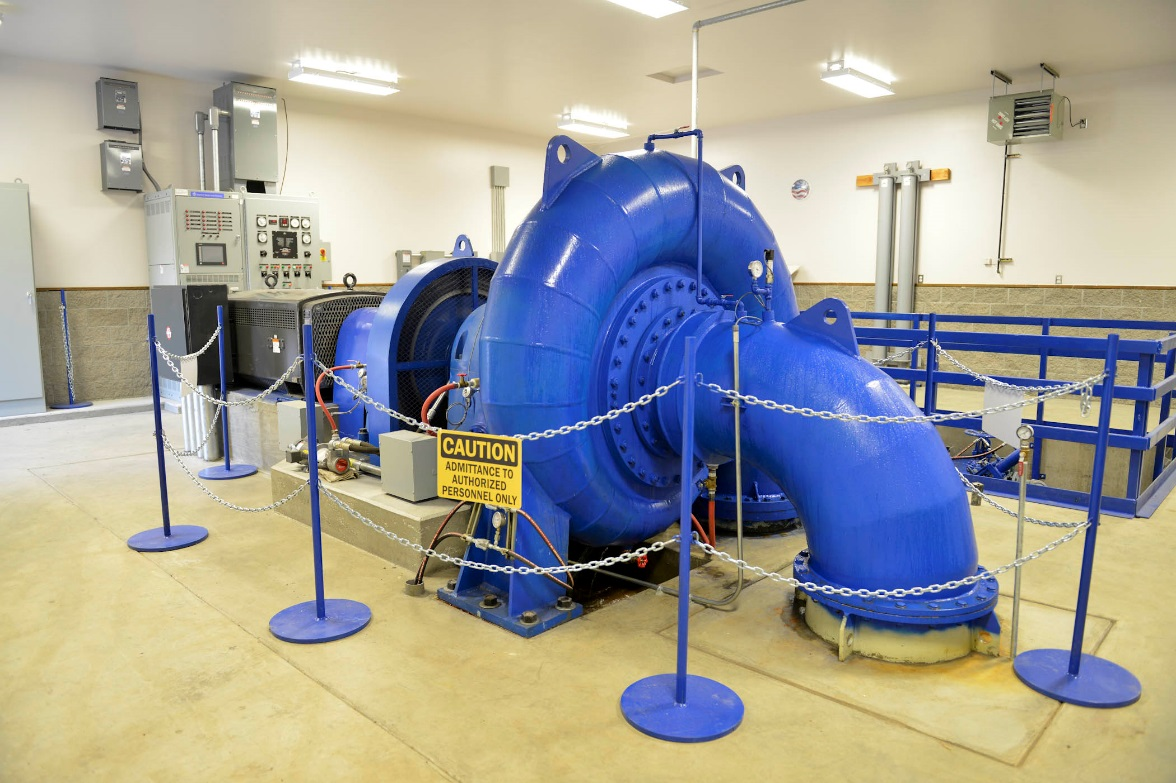 CAUTION
ADMITTANCE TO
AUTHORIZED
PERSONNEL ONLY